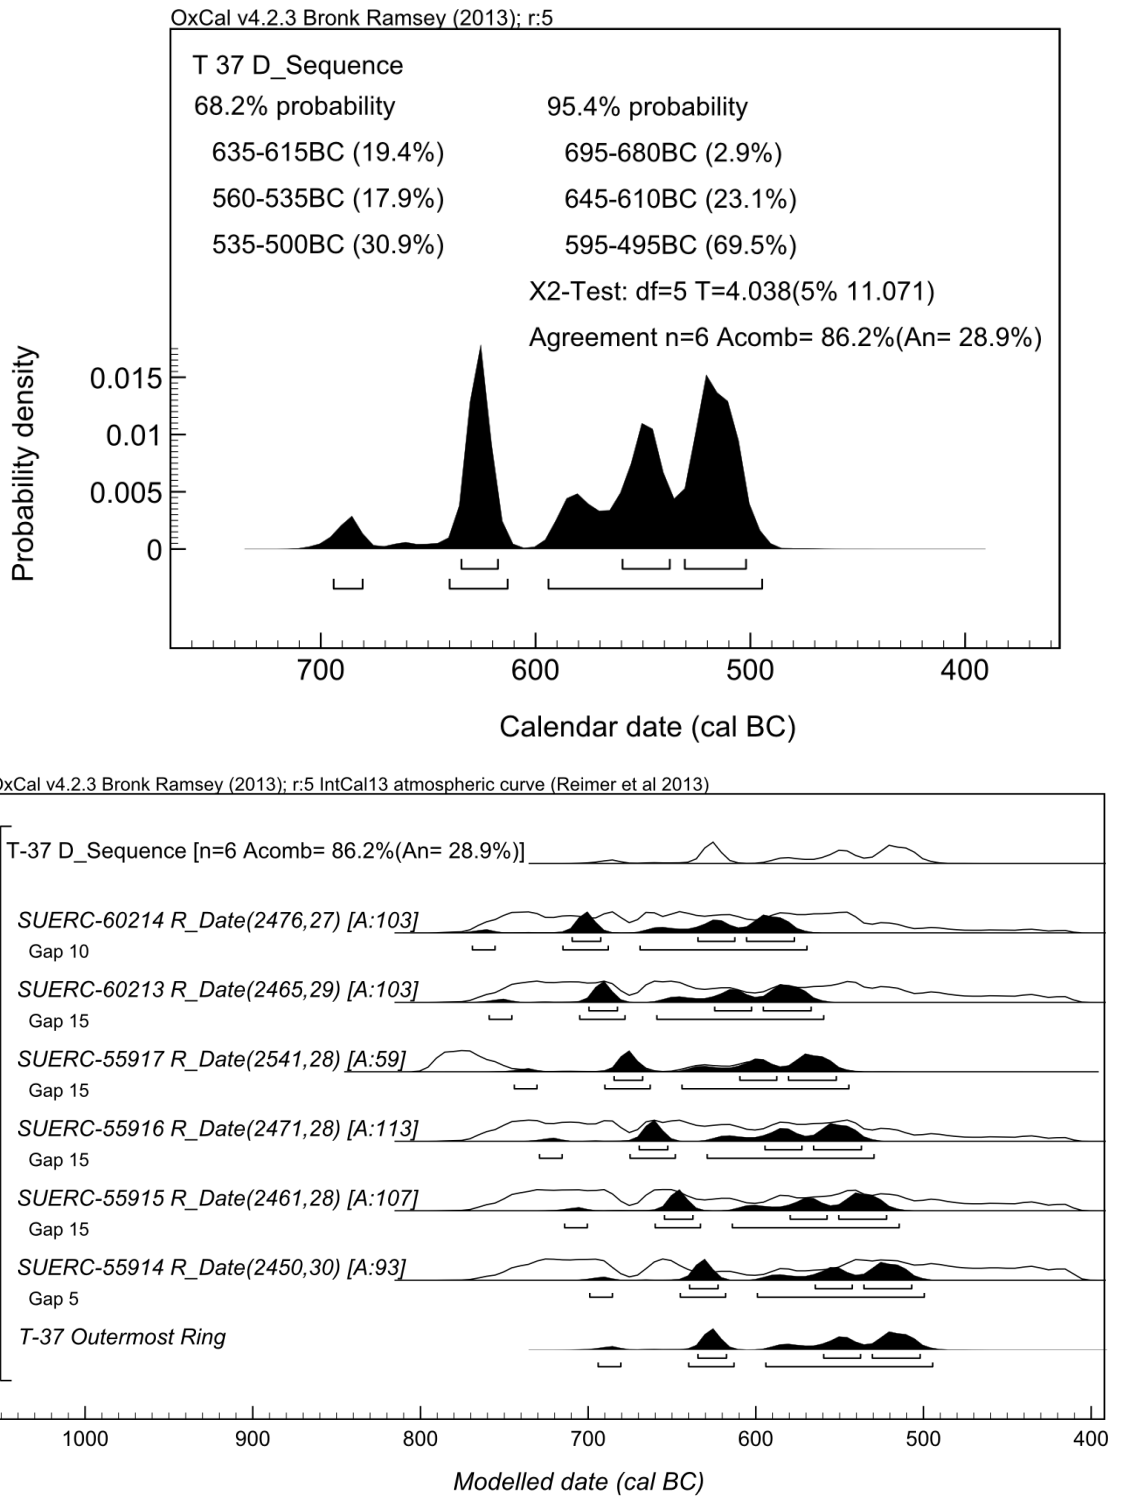 OxCal v4.2.3 Bronk Ramsey (2013); r:5
T 37 D_Sequence
68.2% probability 95.4% probability
635-615BC (19.4%) 695-680BC (2.9%)
560-535BC (17.9%) 645-610BC (23.1%)
535-500BC (30.9%) 595-495BC (69.5%)
X2-Test: df=5 T=4.038(5% 11.071)
Agreement n=6 Acomb= 86.2%(An= 28.9%)
Probability density
0.015
0.01
0.005
0
700 600 500 400
Calendar date (cal BC)
OxCal v4.2.3 Bronk Ramsey (2013); r:5 IntCal13 atmospheric curve (Reimer et al 2013)
T-37 D_Sequence [n=6 Acomb= 86.2%(An= 28.9%)]
SUERC-60214 R_Date(2476,27) [A:103]
Gap 10
SUERC-60213 R_Date(2465,29) [A:103]
Gap 15
SUERC-55917 R_Date(2541,28) [A:59]
Gap 15
SUERC-55916 R_Date(2471,28) [A:113]
Gap 15
SUERC-55915 R_Date(2461,28) [A:107]
Gap 15
SUERC-55914 R_Date(2450,30) [A:93]
Gap 5
T-37 Outermost Ring
1000 900 800 700 600 500 400
Modelled date (cal BC)